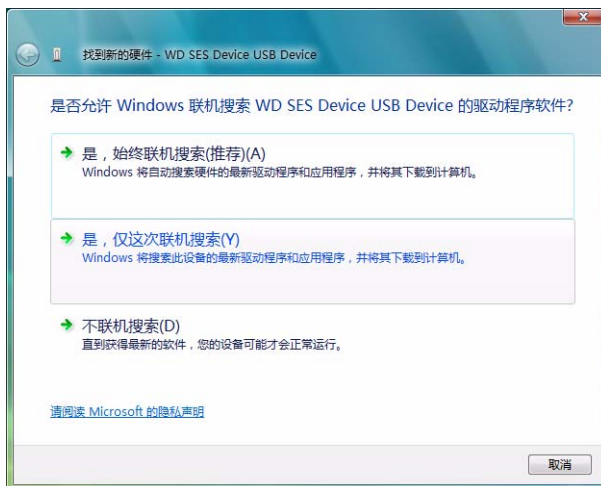 找到新的硬件 - WD SES Device USB Device
是否允许 Windows 联机搜索 WD SES Device USB Device 的驱动程序软件?
是，始终联机搜索(推荐)(A)
Windows 将自动搜索硬件的最新驱动程序和应用程序，并将其下载到计算机。
是，仅这次联机搜索(Y)
Windows 将搜索此设备的最新驱动程序和应用程序，并将其下载到计算机。
不联机搜索(D)
直到获得最新的软件，您的设备可能才会正常运行。
请阅读 Microsoft 的隐私声明
取消